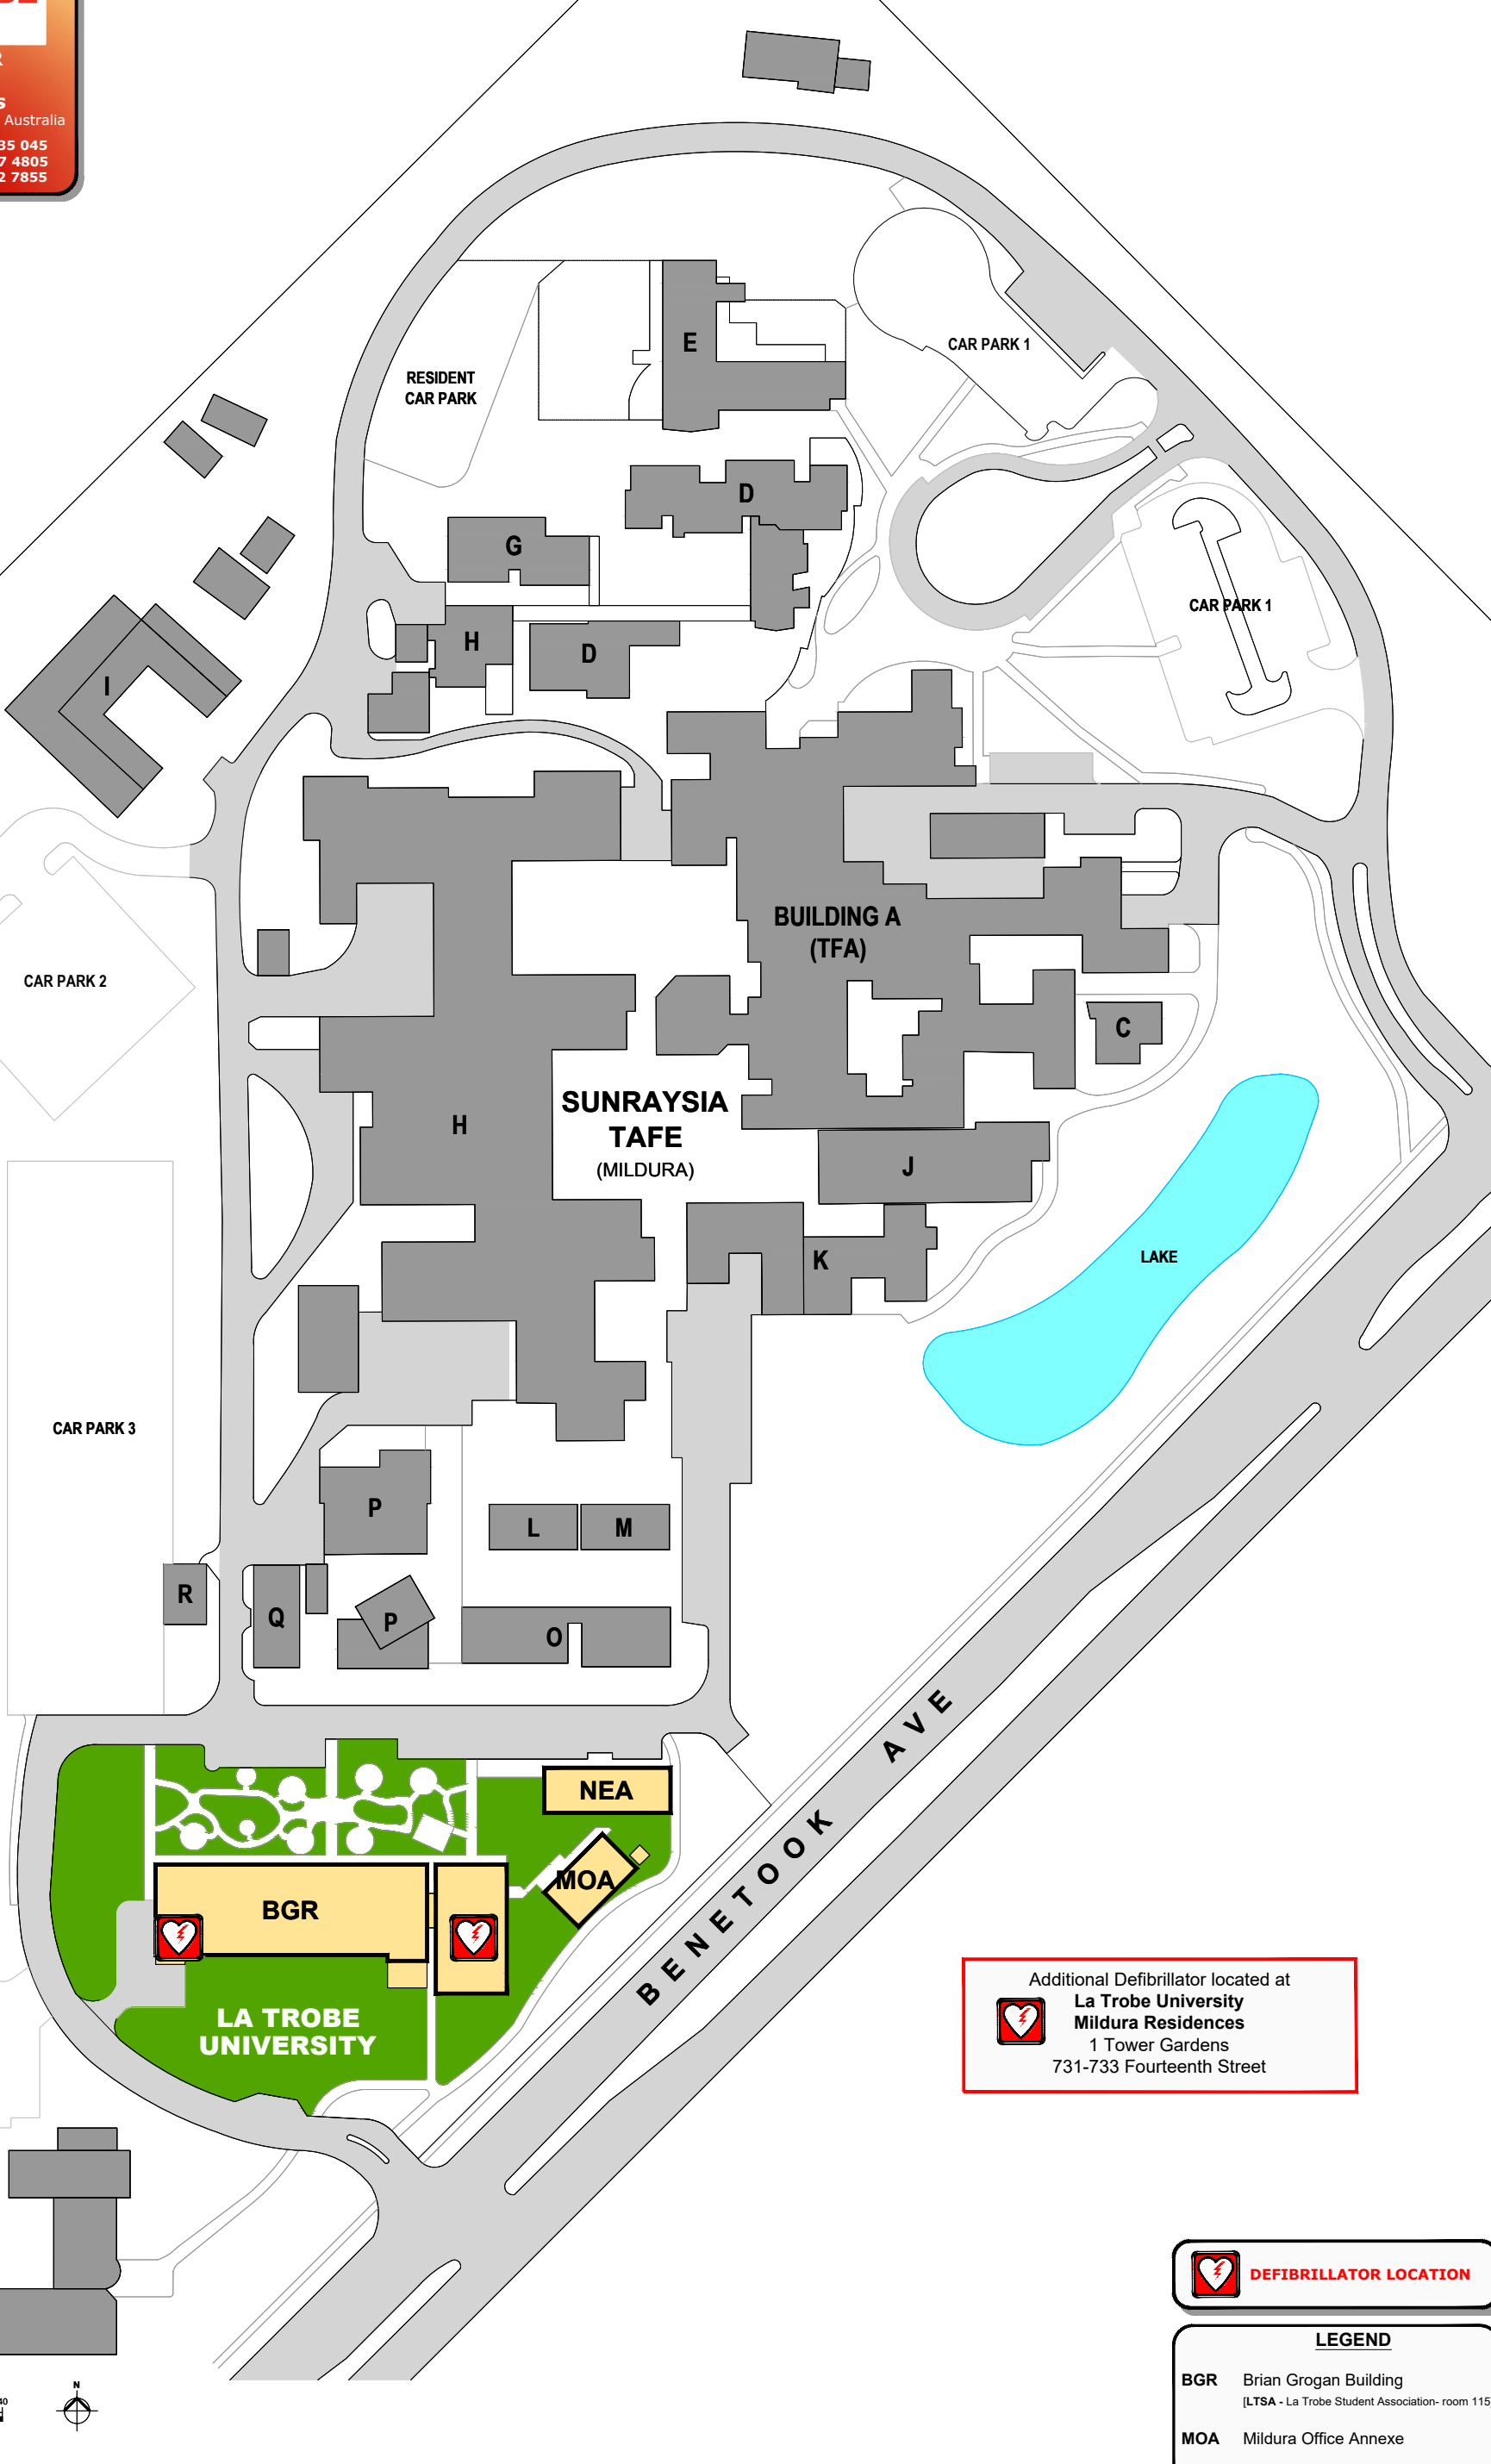 Australia
35 045
7 4805
2 7855
E
CAR PARK 1
RESIDENT
CAR PARK
D
G
CAR PARK 1
H
D
I
BUILDING A
(TFA)
CAR PARK 2
C
SUNRAYSIA
TAFE
(MILDURA)
H
J
K
LAKE
CAR PARK 3
P
L
M
R
Q
P
O
BENETOOK AVE
NEA
MOA
BGR
LA TROBE
UNIVERSITY
Additional Defibrillator located at
La Trobe University
Mildura Residences
1 Tower Gardens
731-733 Fourteenth Street
DEFIBRILLATOR LOCATION
LEGEND
BGR Brian Grogan Building
[LTSA - La Trobe Student Association- room 115
MOA Mildura Office Annexe
N
40